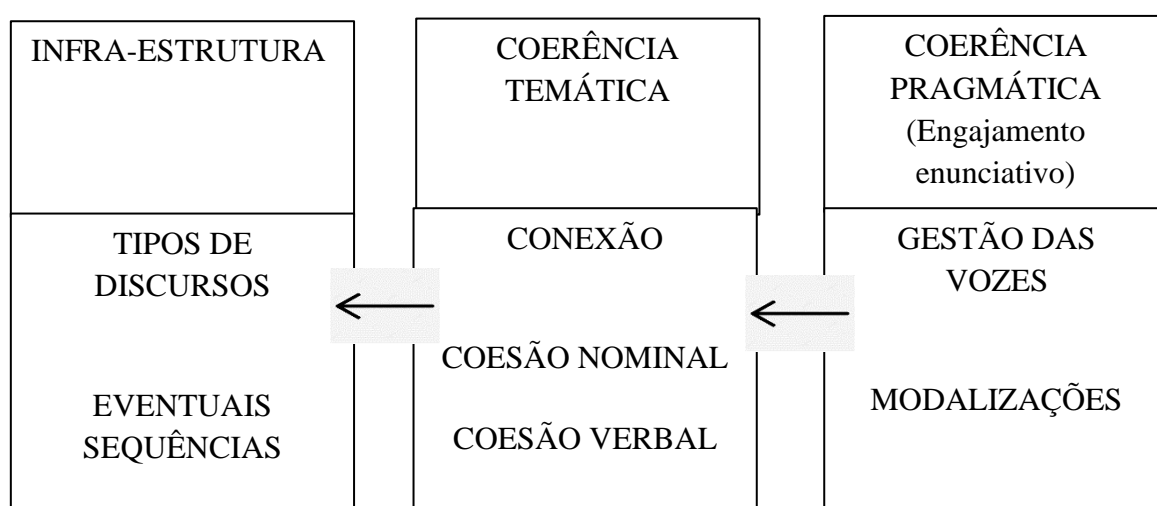 INFRA-ESTRUTURA
COERÊNCIA
TEMÁTICA
COERÊNCIA
PRAGMÁTICA
(Engajamento
enunciativo)
TIPOS DE
DISCURSOS
EVENTUAIS
SEQUÊNCIAS
CONEXÃO
COESÃO NOMINAL
COESÃO VERBAL
GESTÃO DAS
VOZES
MODALIZAÇÕES